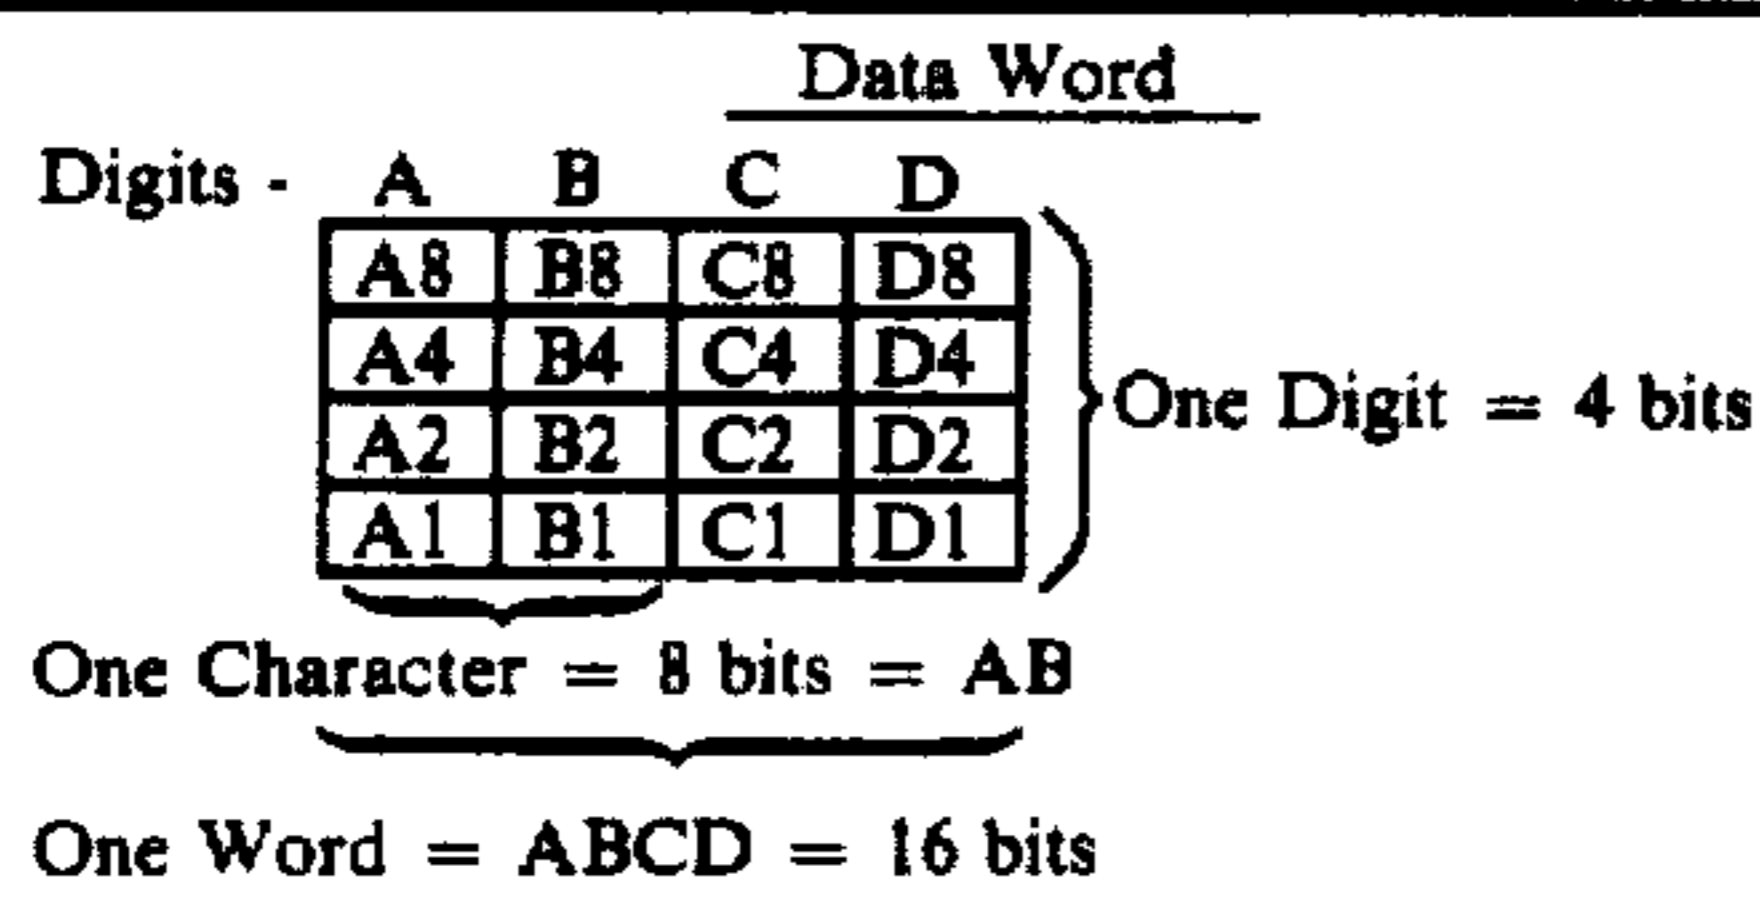 Data Word
Digits - A B C D
A8 B8 C8 D8
A4 B4 C4 D4
One Digit = 4 bits
A2 B2 C2 D2
A1 B1 C1 D1
One Character = 8 bits = AB
One Word = ABCD = 16 bits